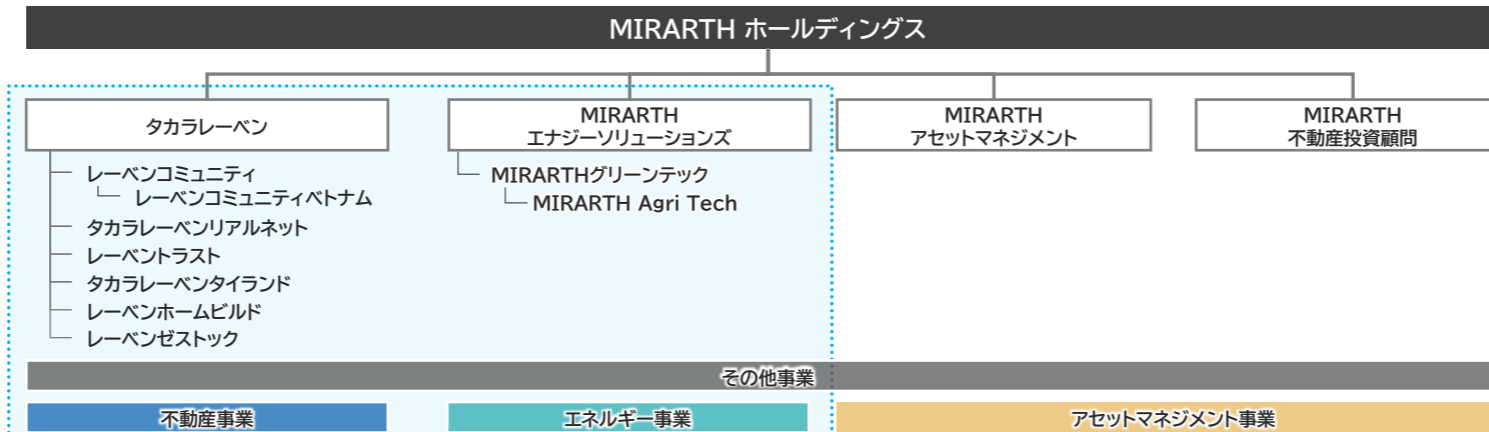 MIRARTH ホールディングス
タカラレーベン
レーベンコミュニティ
レーベンコミュニティベトナム
タカラレーベンリアルネット
レーベントラスト
タカラレーベンタイランド
レーベンホームビルド
レーベンゼストック
MIRARTH
エナジーソリューションズ
MIRARTHグリーンテック
MIRARTH Agri Tech
MIRARTH
アセットマネジメント
MIRARTH
不動産投資顧問
その他事業
不動産事業
エネルギー事業
アセットマネジメント事業